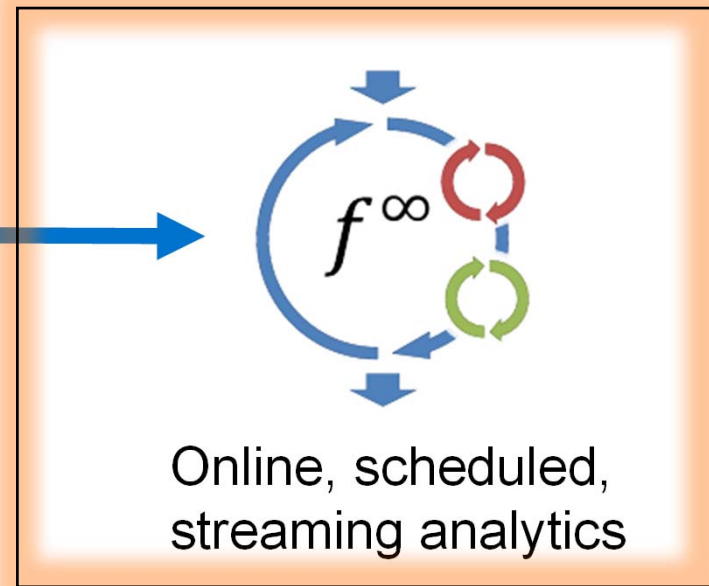 f^∞
Online, scheduled,
streaming analytics